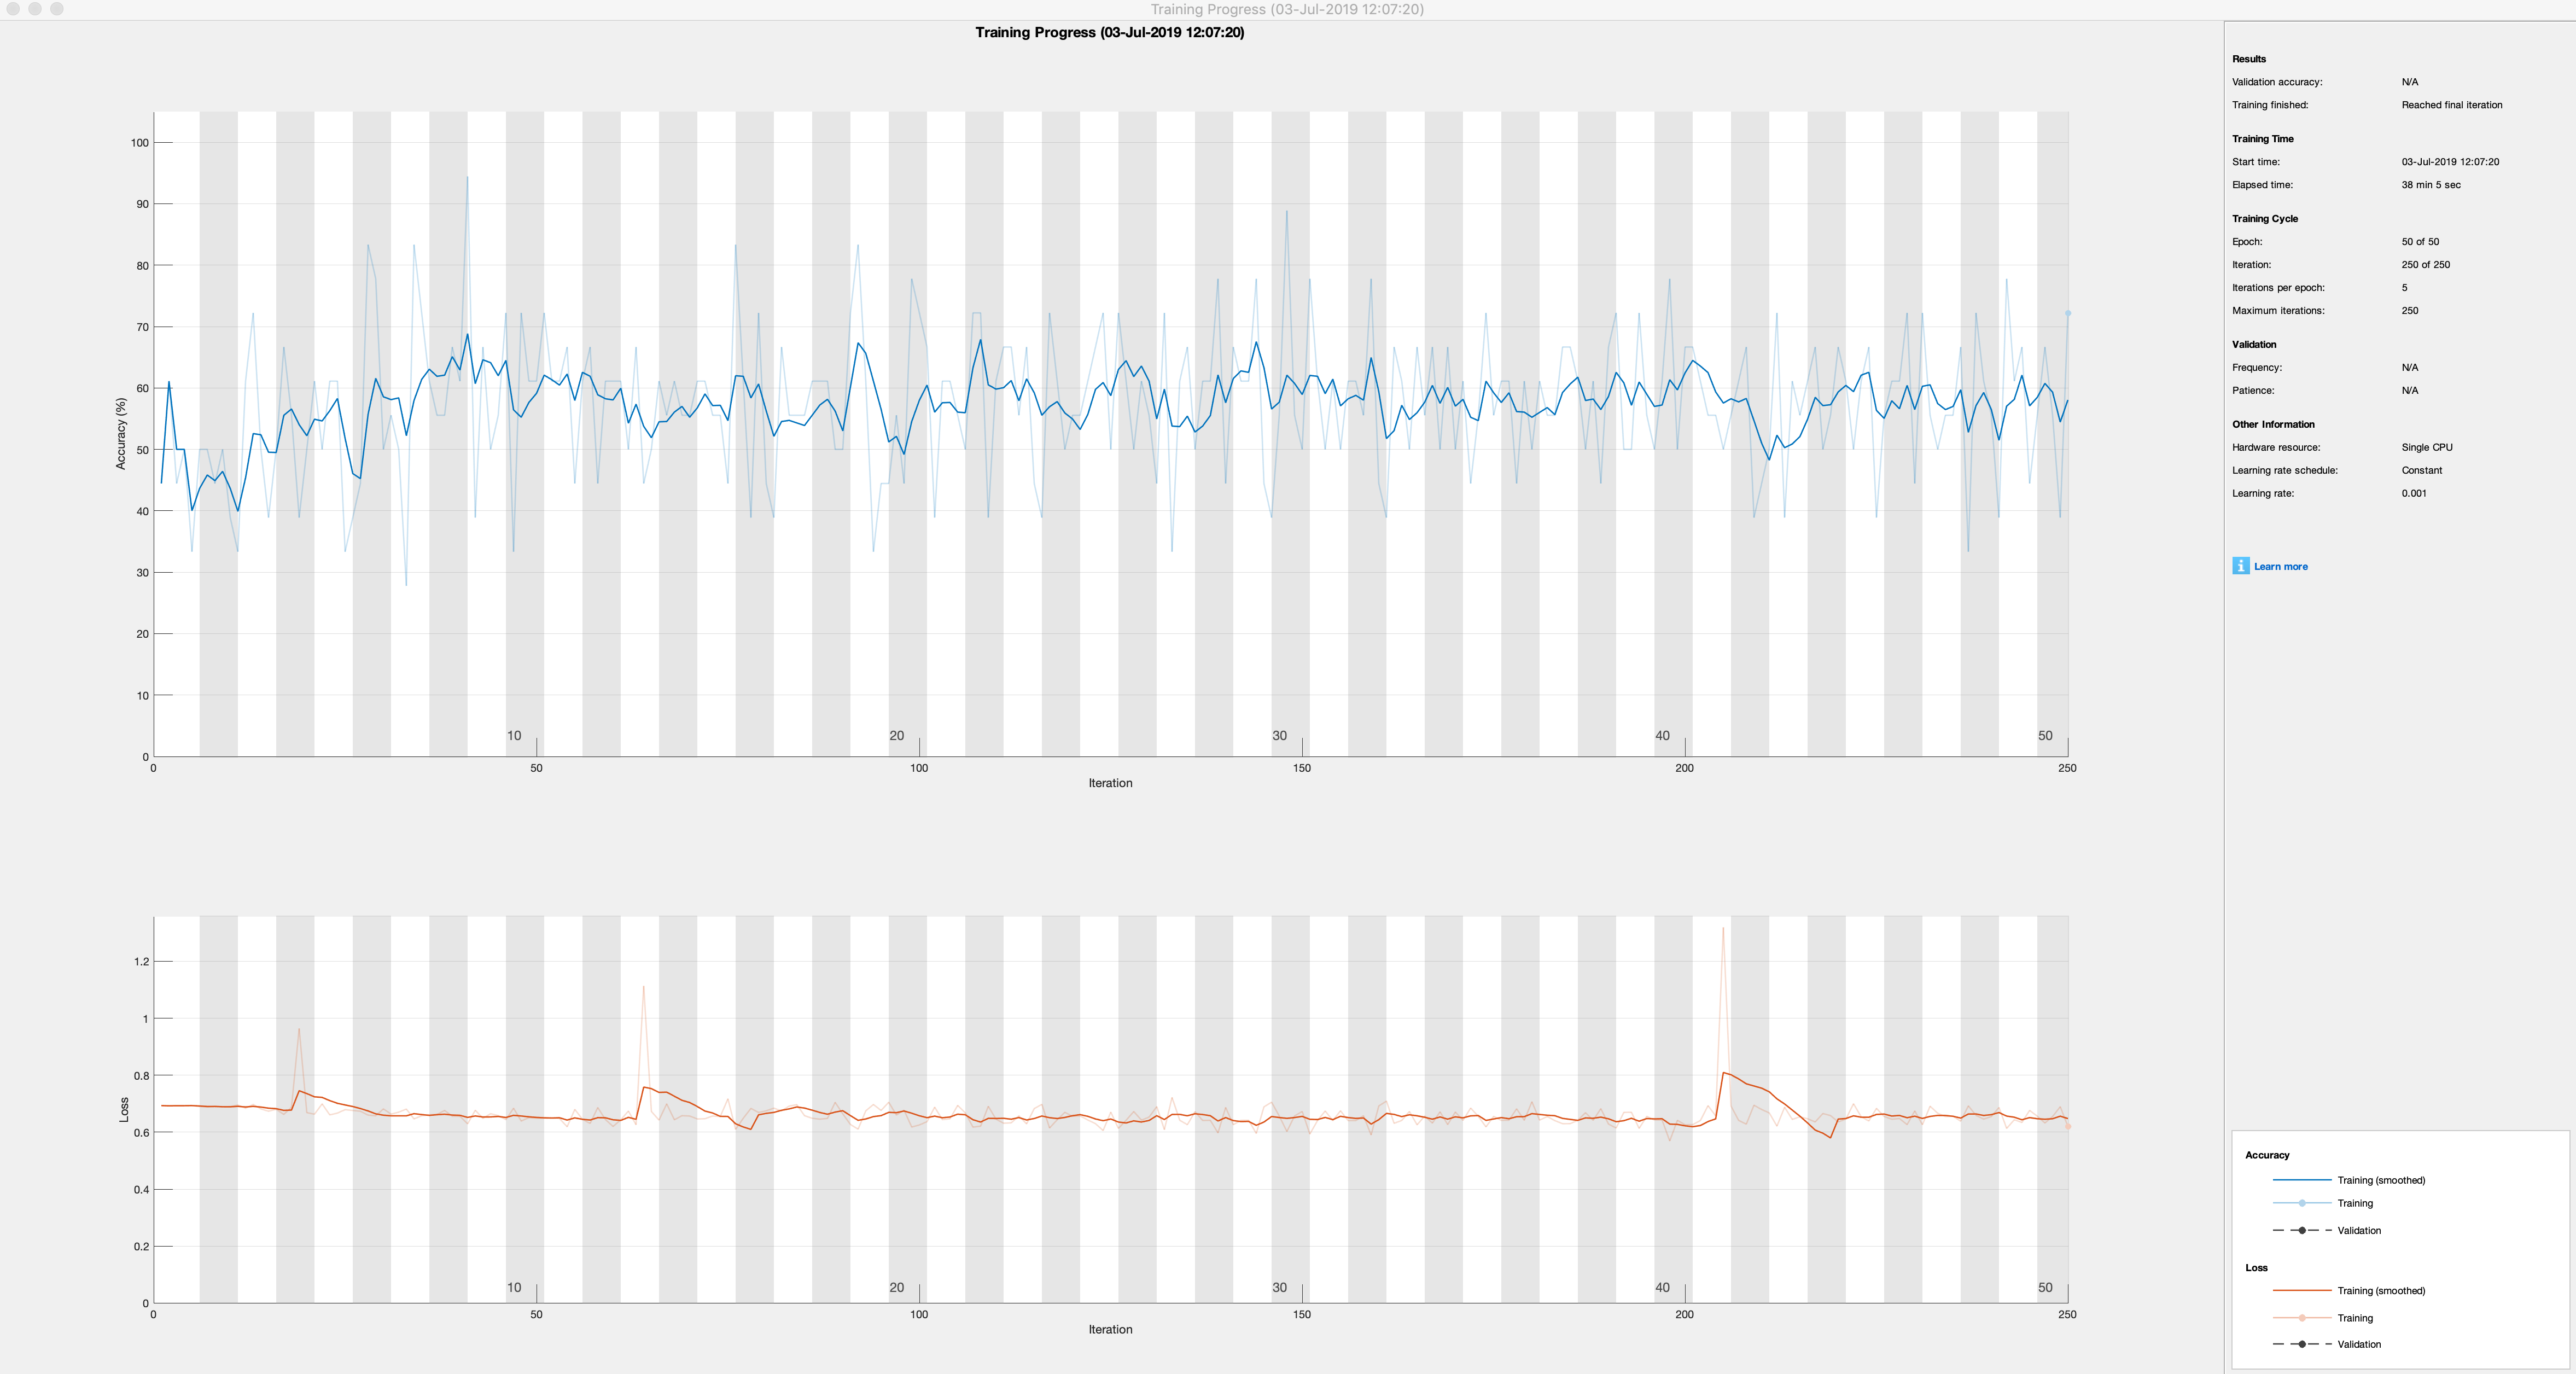 Training Progress (03-Jul-2019 12:07:20)
Training Progress (03-Jul-2019 12:07:20)
100
90
80
70
60
50
40
30
20
10
0
Accuracy (%)
10
20
30
40
50
0
50
100
150
200
250
Iteration
1.2
1
0.8
0.6
0.4
0.2
0
Loss
10
20
30
40
50
0
50
100
150
200
250
Iteration
Results
Validation accuracy: N/A
Training finished: Reached final iteration
Training Time
Start time: 03-Jul-2019 12:07:20
Elapsed time: 38 min 5 sec
Training Cycle
Epoch: 50 of 50
Iteration: 250 of 250
Iterations per epoch: 5
Maximum iterations: 250
Validation
Frequency: N/A
Patience: N/A
Other Information
Hardware resource: Single CPU
Learning rate schedule: Constant
Learning rate: 0.001
i Learn more
Accuracy
Training (smoothed)
Training
Validation
Loss
Training (smoothed)
Training
Validation